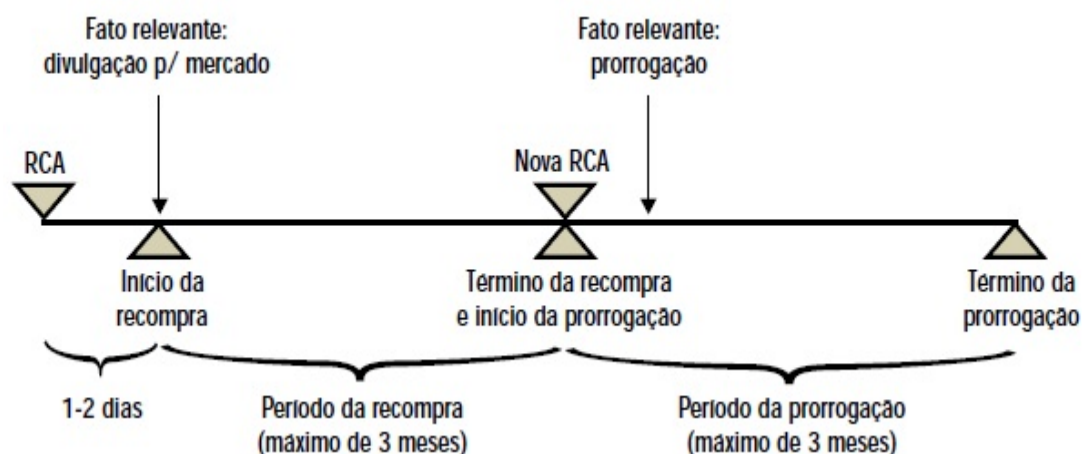 Fato relevante:
divulgação p/ mercado
Fato relevante:
prorrogação
RCA
Nova RCA
Início da
recompra
Término da recompra
e início da prorrogação
Término da
prorrogação
1-2 dias
Período da recompra
(máximo de 3 meses)
Período da prorrogação
(máximo de 3 meses)